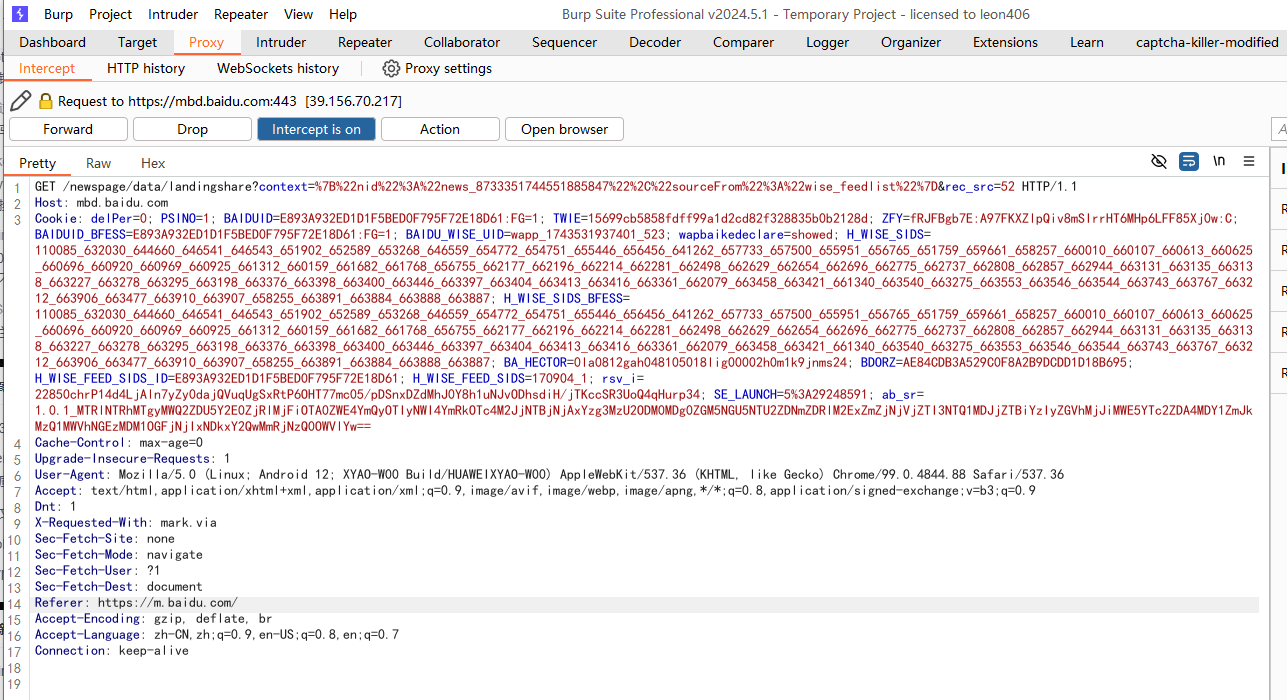 Burp Project Intruder Repeater View Help Burp Suite Professional v2024.5.1 - Temporary Project - licensed to leon406
Dashboard Target Proxy Intruder Repeater Collaborator Sequencer Decoder Comparer Logger Organizer Extensions Learn captcha-killer-modified
Intercept HTTP history WebSockets history Proxy settings
Request to https://mbd.baidu.com:443 [39.156.70.217]
Forward Drop Intercept is on Action Open browser
Pretty Raw Hex \n
1 GET /newspage/data/landingshare?context=%7B%22nid%22%3A%22news_8733351744551885847%22%2C%22sourceFrom%22%3A%22wise_feedlist%22%7D&rec_src=52 HTTP/1.1
2 Host: mbd.baidu.com
3 Cookie: delPer=0; PSINO=1; BAIDUID=E893A932ED1D1F5BED0F795F72E18D61:FG=1; TWIE=15699cb5858fdff99a1d2cd82f328835b0b2128d; ZFY=fRJFBgb7E:A97FKXZlpQiv8mSlrrHT6MHp6LFF85Xj0w:C;
BAIDUID_BFESS=E893A932ED1D1F5BED0F795F72E18D61:FG=1; BAIDU_WISE_UID=wapp_1743531937401_523; wapbaikedeclare=showed; H_WISE_SIDS=
110085_632030_644660_646541_646543_651902_652589_653268_646559_654772_654751_655446_656456_641262_657733_657500_655951_656765_651759_659661_658257_660010_660107_660613_660625
_660696_660920_660969_660925_661312_660159_661682_661768_656755_662177_662196_662214_662281_662498_662629_662654_662696_662775_662737_662808_662857_662944_663131_663135_66313
8_663227_663278_663295_663198_663376_663398_663400_663446_663397_663404_663413_663416_663361_662079_663458_663421_661340_663540_663275_663553_663546_663544_663743_663767_6632
12_663906_663477_663910_663907_658255_663891_663884_663888_663887; H_WISE_SIDS_BFESS=
110085_632030_644660_646541_646543_651902_652589_653268_646559_654772_654751_655446_656456_641262_657733_657500_655951_656765_651759_659661_658257_660010_660107_660613_660625
_660696_660920_660969_660925_661312_660159_661682_661768_656755_662177_662196_662214_662281_662498_662629_662654_662696_662775_662737_662808_662857_662944_663131_663135_66313
8_663227_663278_663295_663198_663376_663398_663400_663446_663397_663404_663413_663416_663361_662079_663458_663421_661340_663540_663275_663553_663546_663544_663743_663767_6632
12_663906_663477_663910_663907_658255_663891_663884_663888_663887; BA_HECTOR=0la0812gah048105018lig00002h0m1k9jnms24; BDORZ=AE84CDB3A529C0F8A2B9DCDD1D18B695;
H_WISE_FEED_SIDS_ID=E893A932ED1D1F5BED0F795F72E18D61; H_WISE_FEED_SIDS=170904_1; rsv_i=
SE_LAUNCH=5%3A29248591; ab_sr=
4 Cache-Control: max-age=0
5 Upgrade-Insecure-Requests: 1
6 User-Agent: Mozilla/5.0 (Linux; Android 12; XYAO-W00 Build/HUAWEIXYAO-W00) AppleWebKit/537.36 (KHTML, like Gecko) Chrome/99.0.4844.88 Safari/537.36
7 Accept: text/html,application/xhtml+xml,application/xml;q=0.9,image/avif,image/webp,image/apng,*/*;q=0.8,application/signed-exchange;v=b3;q=0.9
8 Dnt: 1
9 X-Requested-With: mark.via
10 Sec-Fetch-Site: none
11 Sec-Fetch-Mode: navigate
12 Sec-Fetch-User: ?1
13 Sec-Fetch-Dest: document
14 Referer: https://m.baidu.com/
15 Accept-Encoding: gzip, deflate, br
16 Accept-Language: zh-CN,zh;q=0.9,en-US;q=0.8,en;q=0.7
17 Connection: keep-alive
18
19